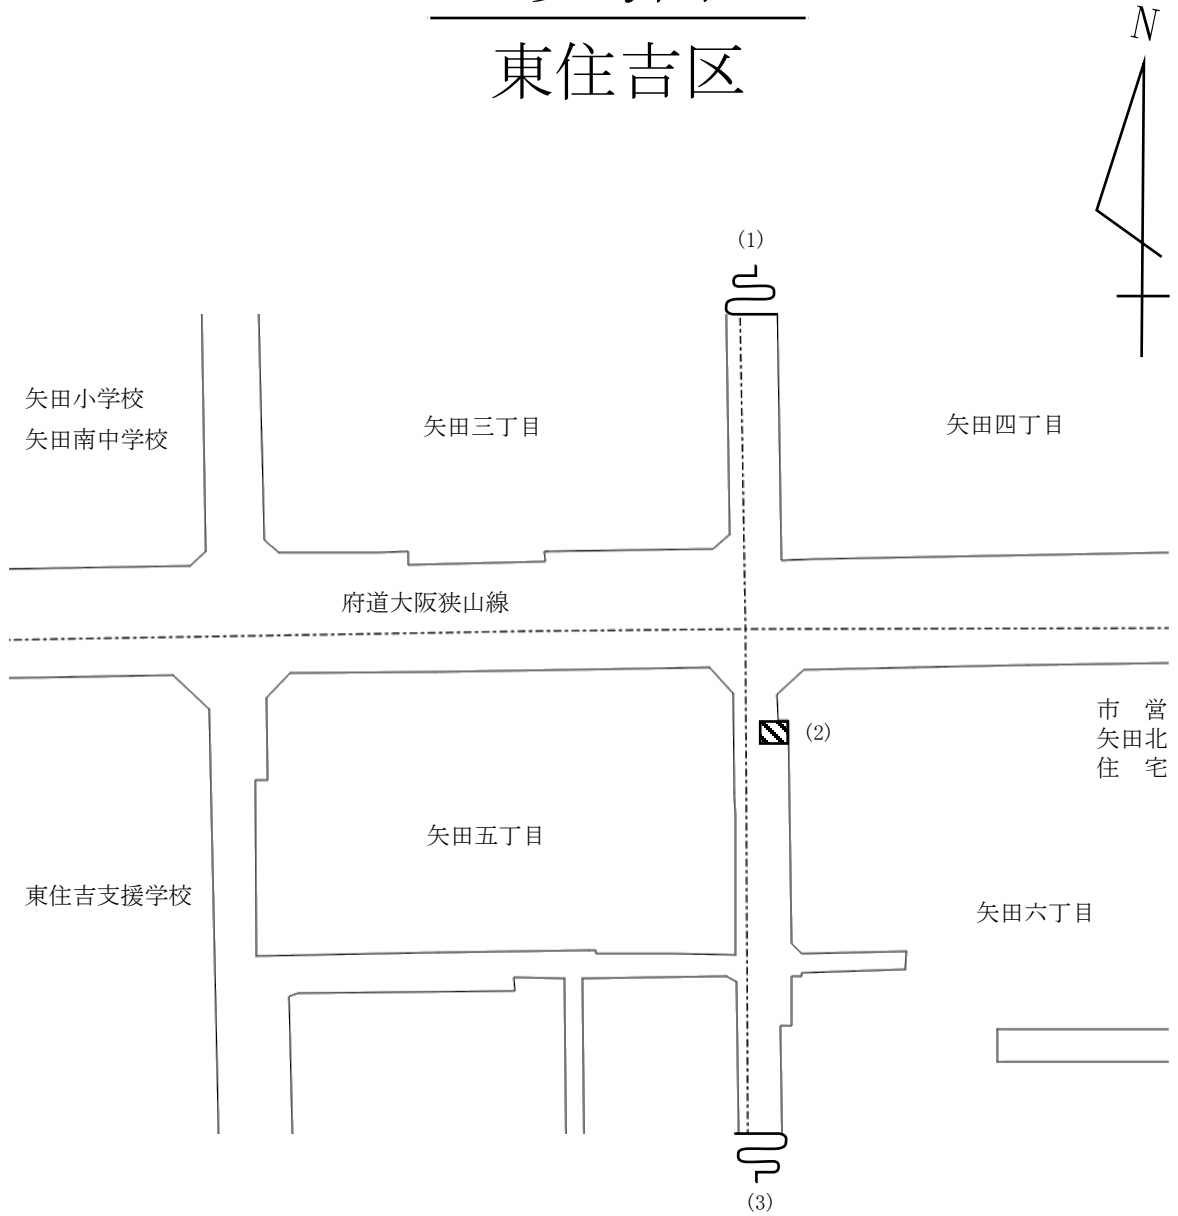 東住吉区
N
(1)
矢田小学校
矢田南中学校
矢田三丁目
矢田四丁目
府道大阪狭山線
市営
矢田北
住宅
(2)
矢田五丁目
東住吉支援学校
矢田六丁目
(3)